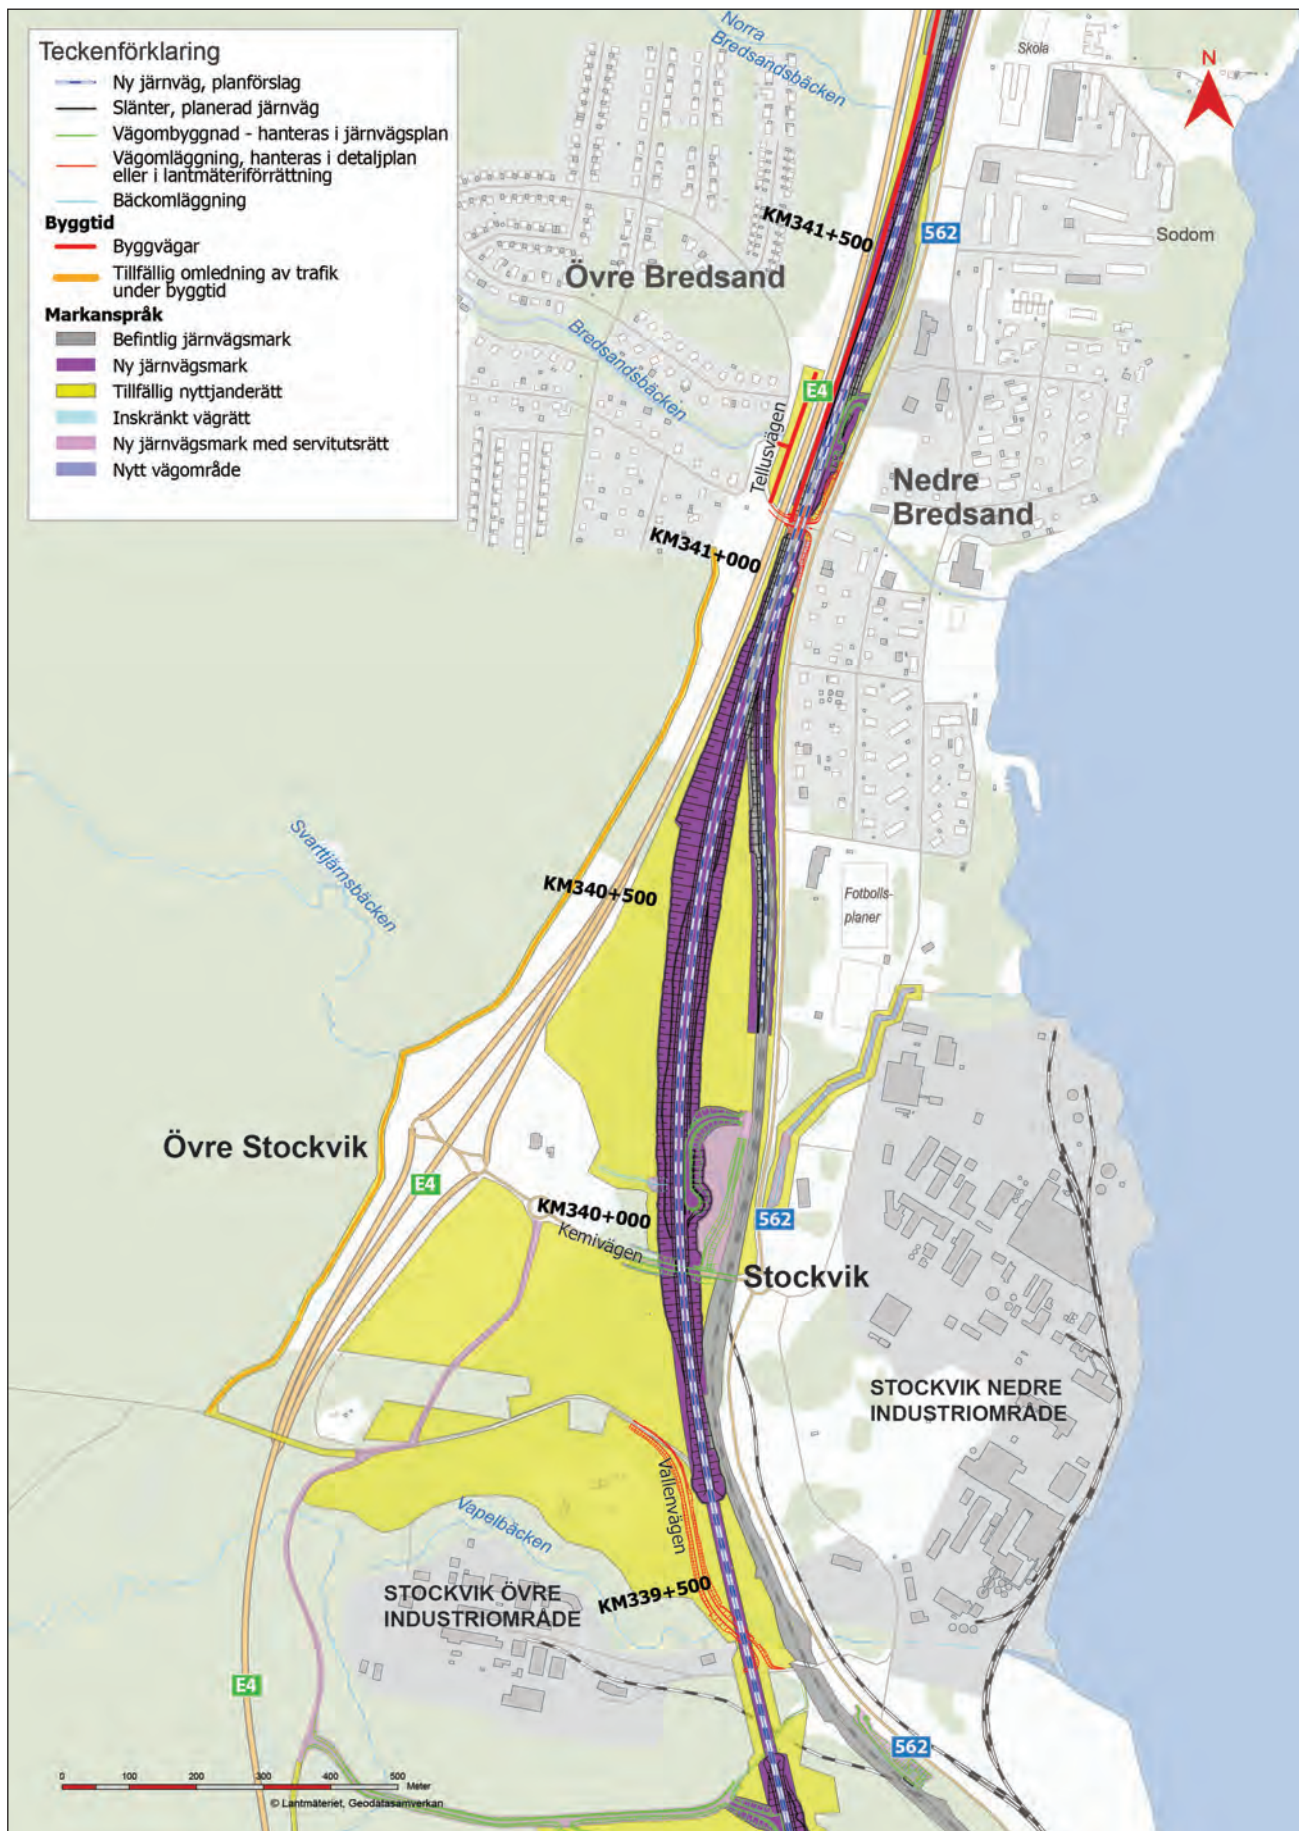 Teckenförklaring
Ny järnväg, planförslag
Slänter, planerad järnväg
Vägombyggnad - hanteras i järnvägsplan
Vägomläggning, hanteras i detaljplan
eller i lantmäteriförrättning
Bäckomläggning
Byggtid
Byggvägar
Tillfällig omledning av trafik
under byggtid
Markanspråk
Befintlig järnvägsmark
Ny järnvägsmark
Tillfällig nyttjanderätt
Inskränkt vägrätt
Ny järnvägsmark med servitutsrätt
Nytt vägområde
Norra
Bredsandsbäcken
Skola
N
KM341+500
562
Sodom
Övre Bredsand
Bredsandsbäcken
E4
Tellusvägen
Nedre
Bredsand
KM341+000
Svarttjärnsbäcken
KM340+500
Fotbolls-
planer
Övre Stockvik
E4
KM340+000
562
Kemivägen
Stockvik
STOCKVIK NEDRE
INDUSTRIOMRÅDE
Vallenvägen
Vapelbäcken
KM339+500
STOCKVIK ÖVRE
INDUSTRIOMRÅDE
E4
562
0 100 200 300 400 500
Meter
© Lantmäteriet, Geodatasamverkan